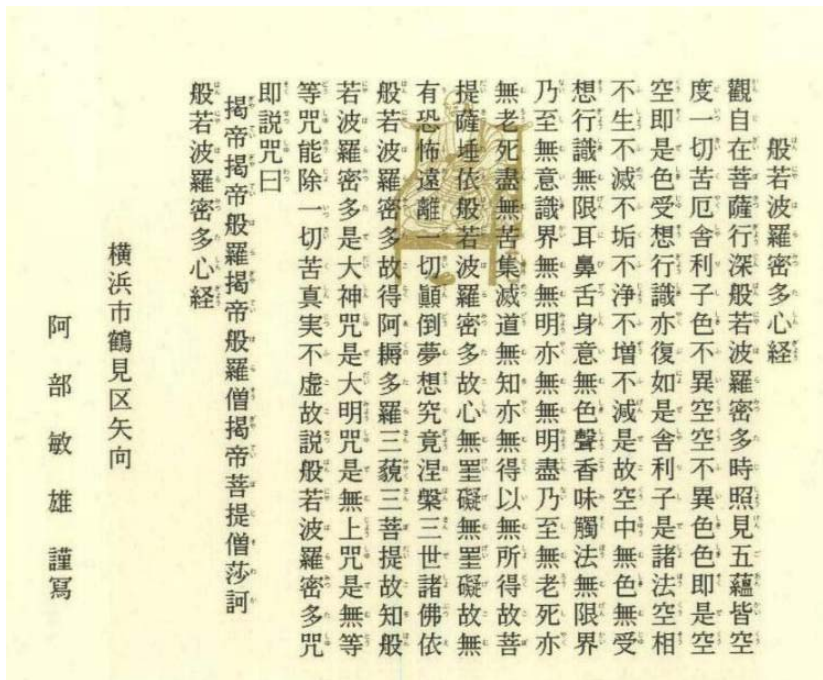 般若波羅密多心経
觀自在菩薩行深般若波羅密多時照見五蘊皆空
度一切苦厄舍利子色不異空空不異色色即是空
空即是色受想行識亦復如是舍利子是諸法空相
不生不滅不垢不浄不増不減是故空中無色無受
想行識無限耳鼻舌身意無色聲香味觸法無限界
乃至無意識界無無明亦無無明盡乃至無老死亦
無老死盡無苦集滅道無知亦無得以無所得故菩
提薩埵依般若波羅密多故心無罣礙無罣礙故無
有恐怖遠離一切顚倒夢想究竟涅槃三世諸佛依
般若波羅密多故得阿耨多羅三藐三菩提故知般
若波羅密多是大神咒是大明咒是無上咒是無等
等咒能除一切苦真実不虚故説般若波羅密多咒
即説咒曰
揭帝揭帝般羅揭帝般羅僧揭帝菩提僧莎訶
般若波羅密多心経
横浜市鶴見区矢向
阿部敏雄 謹寫